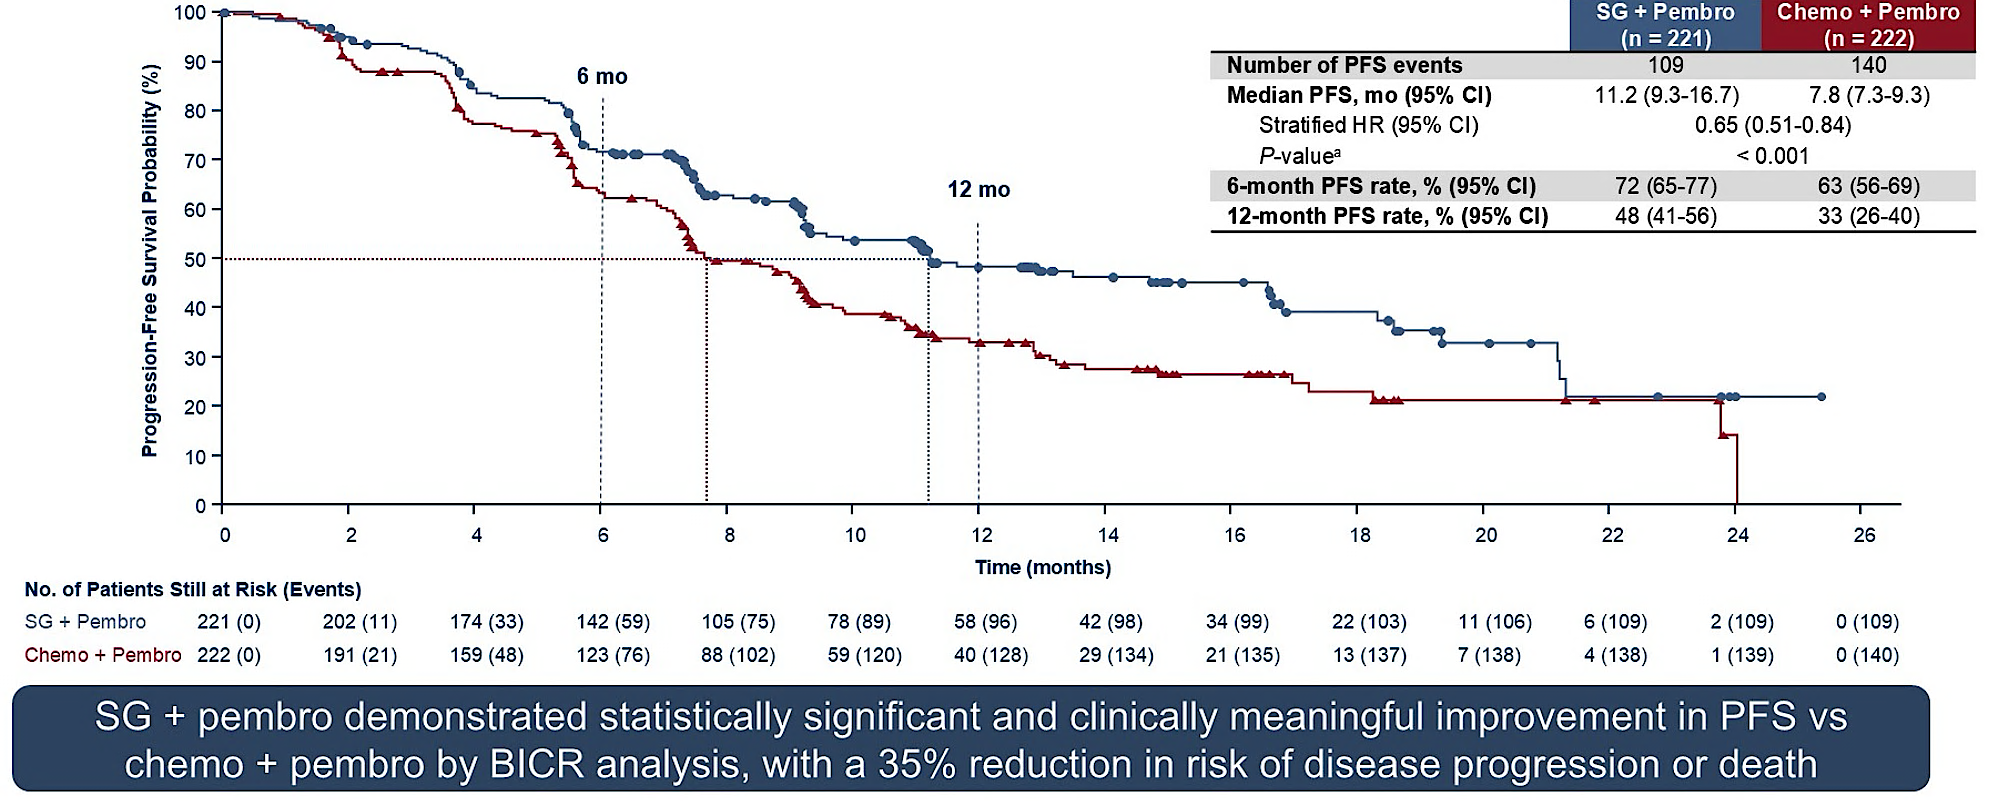 SG + Pembro Chemo + Pembro
(n = 221) (n = 222)
Number of PFS events 109 140
Median PFS, mo (95% CI) 11.2 (9.3-16.7) 7.8 (7.3-9.3)
Stratified HR (95% CI) 0.65 (0.51-0.84)
P-valueᵃ < 0.001
6-month PFS rate, % (95% CI) 72 (65-77) 63 (56-69)
12-month PFS rate, % (95% CI) 48 (41-56) 33 (26-40)
Progression-Free Survival Probability (%)
100
90
80
70
60
50
40
30
20
10
0
6 mo
12 mo
0 2 4 6 8 10 12 14 16 18 20 22 24 26
Time (months)
No. of Patients Still at Risk (Events)
SG + Pembro 221 (0) 202 (11) 174 (33) 142 (59) 105 (75) 78 (89) 58 (96) 42 (98) 34 (99) 22 (103) 11 (106) 6 (109) 2 (109) 0 (109)
Chemo + Pembro 222 (0) 191 (21) 159 (48) 123 (76) 88 (102) 59 (120) 40 (128) 29 (134) 21 (135) 13 (137) 7 (138) 4 (138) 1 (139) 0 (140)
SG + pembro demonstrated statistically significant and clinically meaningful improvement in PFS vs
chemo + pembro by BICR analysis, with a 35% reduction in risk of disease progression or death